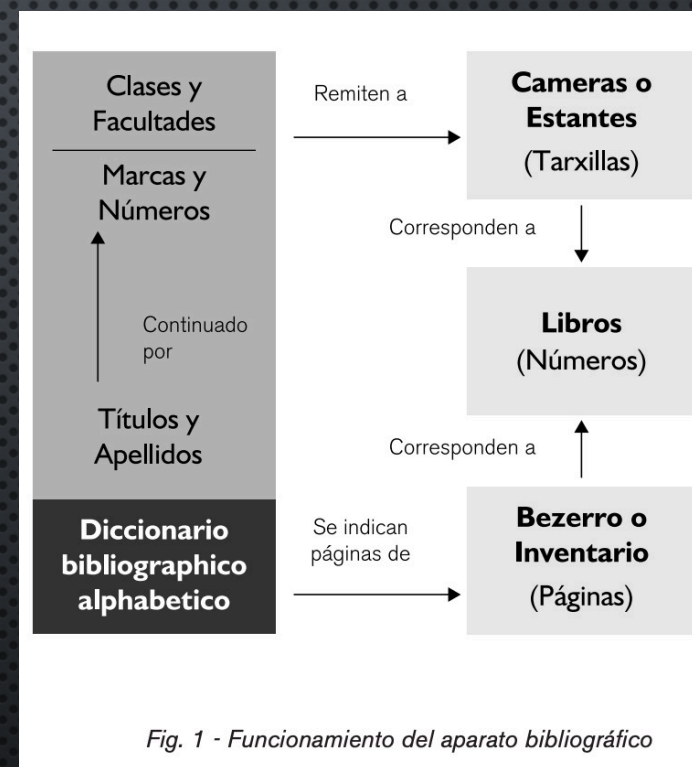 Clases y
Facultades
Marcas y
Números
Continuado
por
Títulos y
Apellidos
Diccionario
bibliographico
alphabetico
Remiten a
Cameras o
Estantes
(Tarxillas)
Corresponden a
Libros
(Números)
Corresponden a
Se indican
páginas de
Bezerro o
Inventario
(Páginas)
Fig. 1 - Funcionamiento del aparato bibliográfico